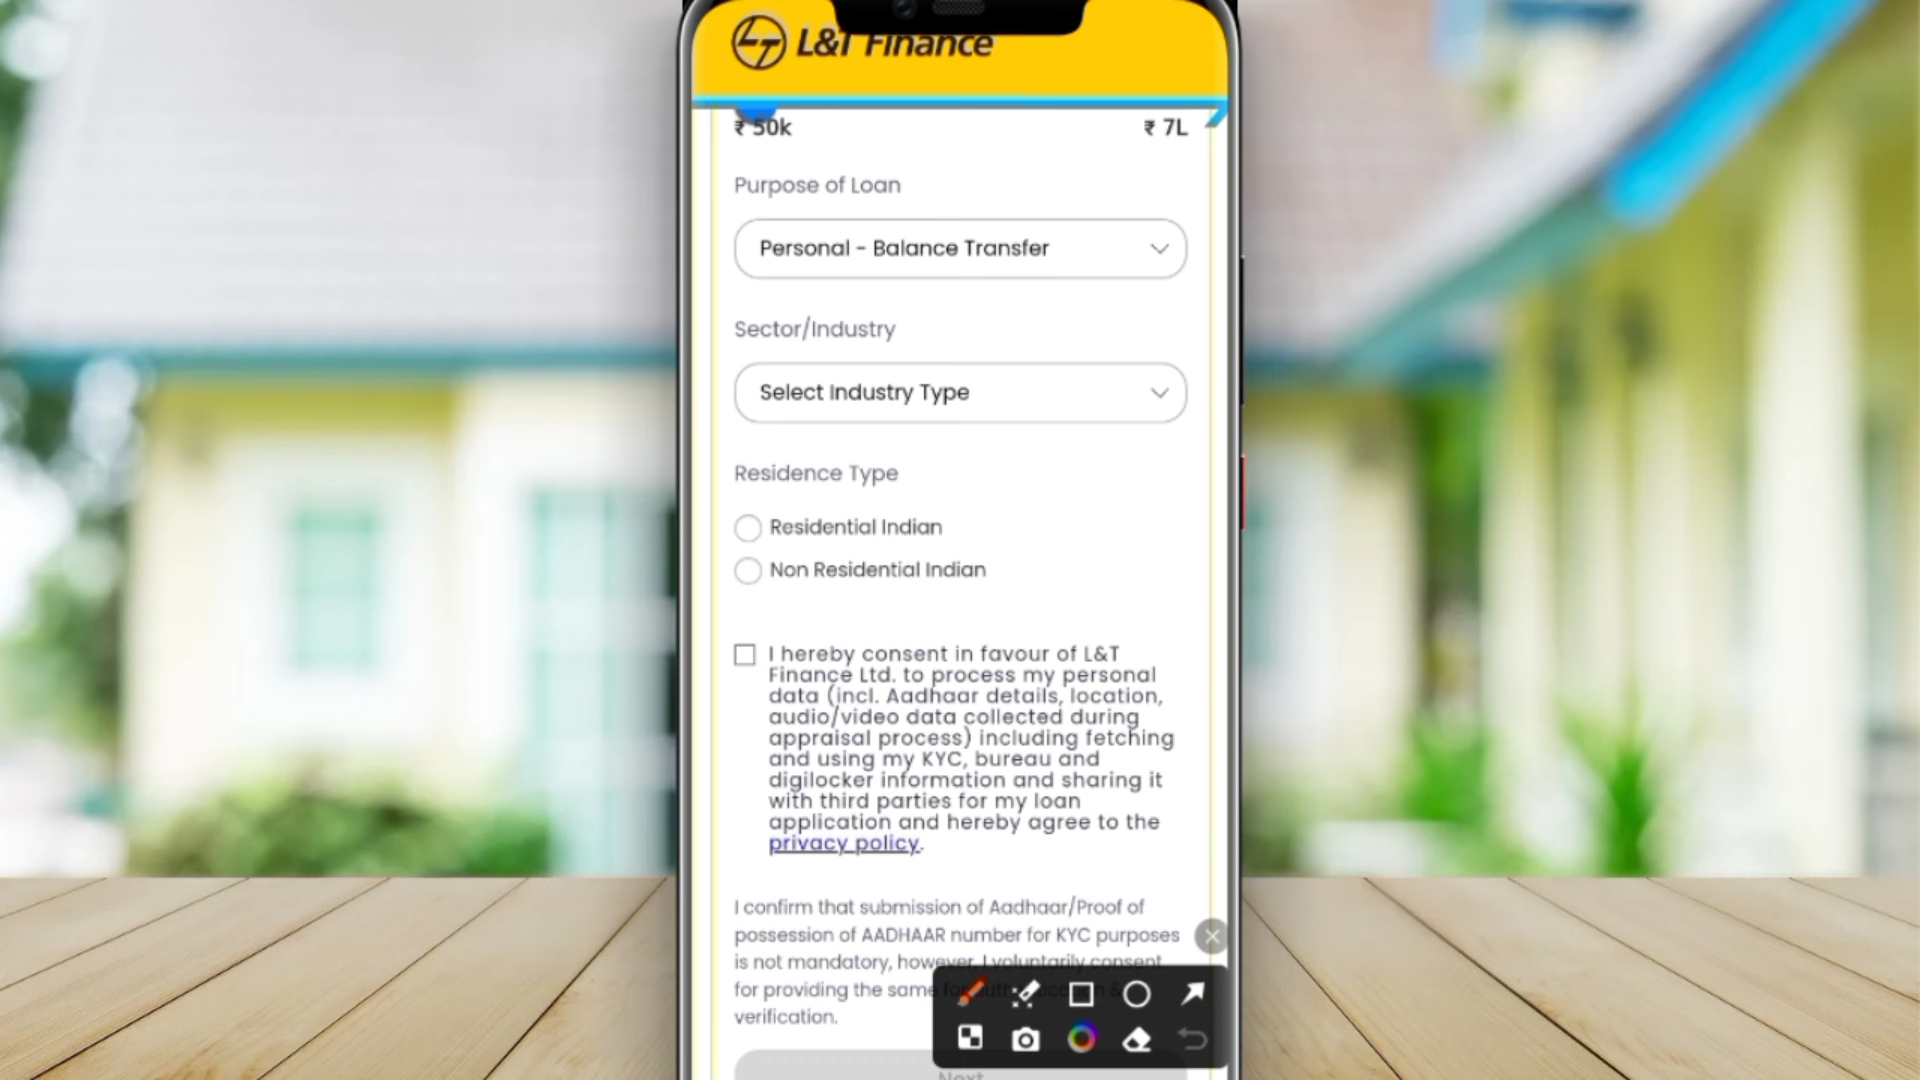 L&T Finance
₹ 50k ₹ 7L
Purpose of Loan
Personal - Balance Transfer
Sector/Industry
Select Industry Type
Residence Type
Residential Indian
Non Residential Indian
I hereby consent in favour of L&T
Finance Ltd. to process my personal
data (incl. Aadhaar details, location,
audio/video data collected during
appraisal process) including fetching
and using my KYC, bureau and
digilocker information and sharing it
with third parties for my loan
application and hereby agree to the
privacy policy.
I confirm that submission of Aadhaar/Proof of
possession of AADHAAR number for KYC purposes
is not mandatory, however, I voluntarily consent
for providing the same for
verification.
Next